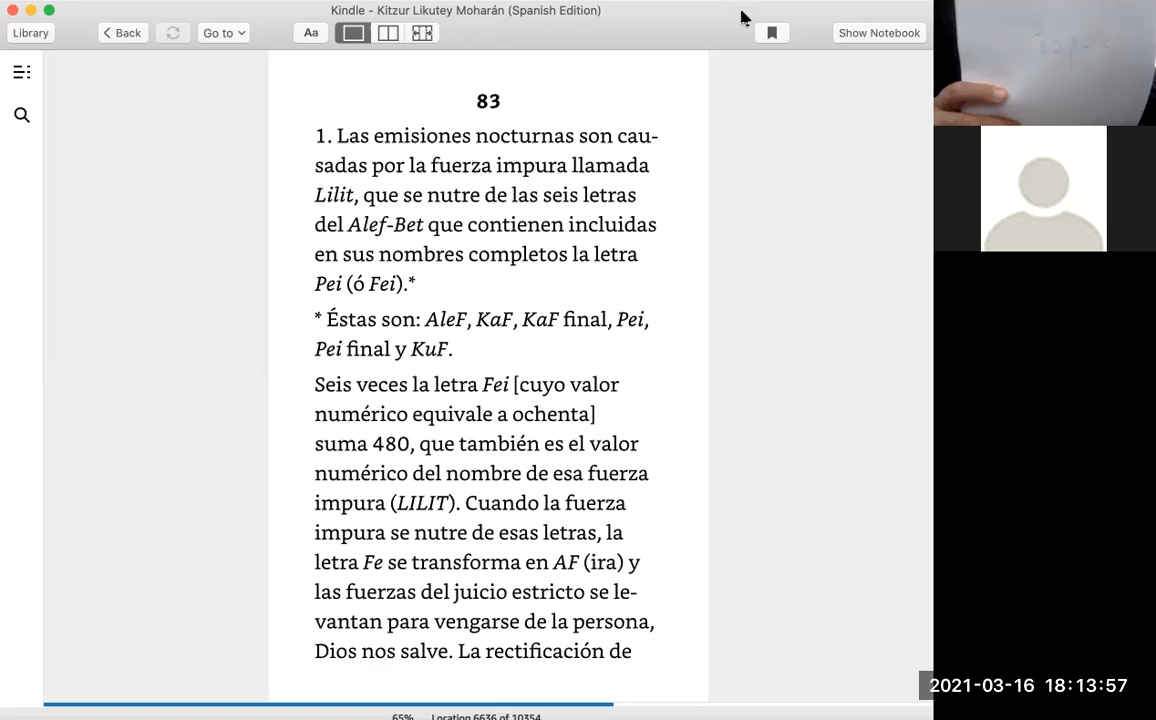 Kindle - Kitzur Likutey Moharán (Spanish Edition)
Library
Back
Go to
Aa
Show Notebook
83
1. Las emisiones nocturnas son cau-
sadas por la fuerza impura llamada
Lilit, que se nutre de las seis letras
del Alef-Bet que contienen incluidas
en sus nombres completos la letra
Pei (ó Fei).*
* Éstas son: AleF, KaF, KaF final, Pei,
Pei final y KuF.
Seis veces la letra Fei [cuyo valor
numérico equivale a ochenta]
suma 480, que también es el valor
numérico del nombre de esa fuerza
impura (LILIT). Cuando la fuerza
impura se nutre de esas letras, la
letra Fe se transforma en AF (ira) y
las fuerzas del juicio estricto se le-
vantan para vengarse de la persona,
Dios nos salve. La rectificación de
65% Location 6636 of 10354
2021-03-16 18:13:57